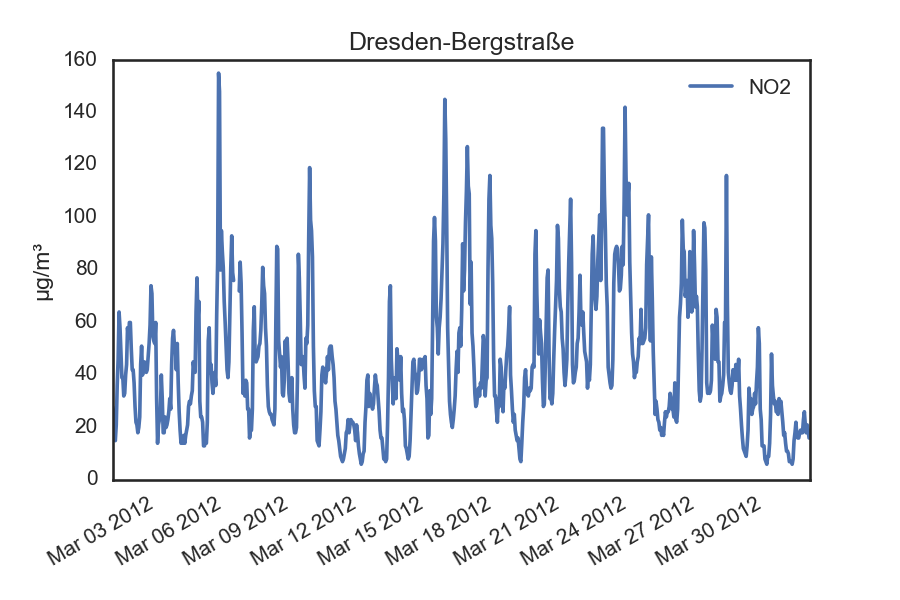 Dresden-Bergstraße
160
140
120
100
80
60
40
20
0
µg/m³
NO2
Mar 03 2012
Mar 06 2012
Mar 09 2012
Mar 12 2012
Mar 15 2012
Mar 18 2012
Mar 21 2012
Mar 24 2012
Mar 27 2012
Mar 30 2012